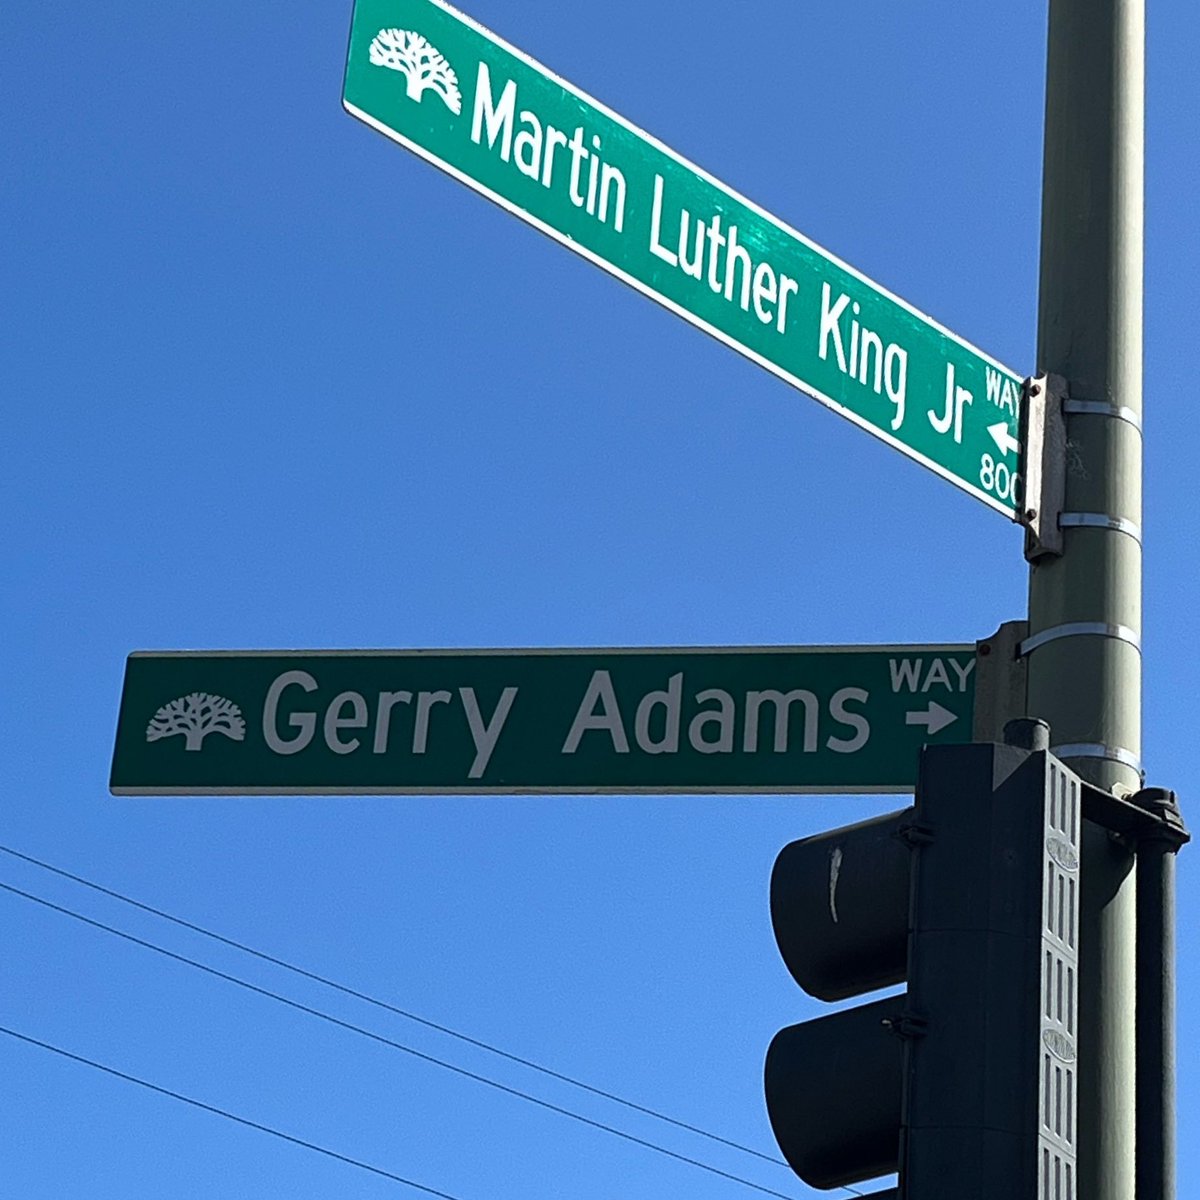 Martin Luther King Jr WAY
800
Gerry Adams WAY